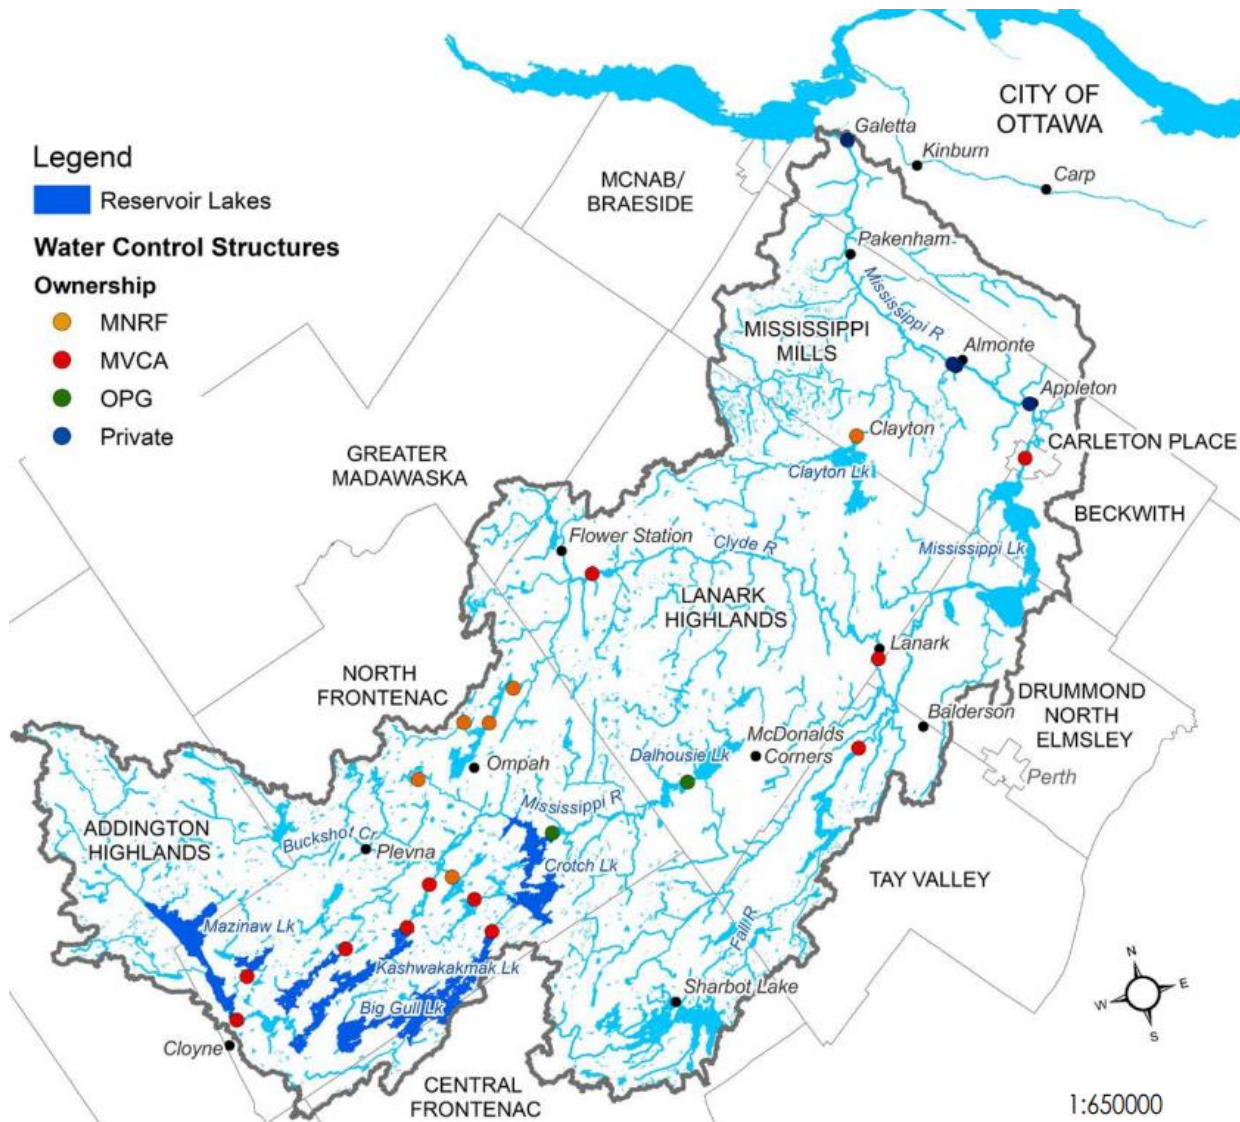 CITY OF
OTTAWA
Galetta
Kinburn
Carp
Legend
Reservoir Lakes
Water Control Structures
Ownership
MNRF
MVCA
OPG
Private
MCNAB/
BRAESIDE
Pakenham
Mississippi R
MISSISSIPPI
MILLS
Almonte
Appleton
Clayton
CARLETON PLACE
GREATER
MADAWASKA
Clayton Lk
BECKWITH
Flower Station
Clyde R
Mississippi Lk
LANARK
HIGHLANDS
Lanark
NORTH
FRONTENAC
DRUMMOND
NORTH
ELMSLEY
Balderson
McDonalds
Corners
Dalhousie Lk
Ompah
Perth
Mississippi R
ADDINGTON
HIGHLANDS
Buckshot Cr
Plevna
Crotch Lk
TAY VALLEY
Mazinaw Lk
Fall R
Kashwakakmak Lk
Big Gull Lk
Sharbot Lake
Cloyne
CENTRAL
FRONTENAC
N
E
W
S
1:650000